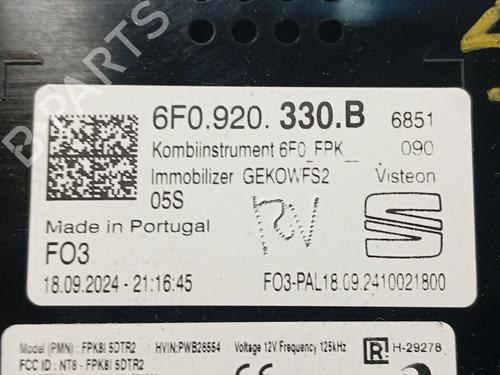 6F0.920. 330.B 6851
Kombiinstrument 6F0_FPK_ 090
Immobilizer GEKOWFS2 Visteon
05S
Made in Portugal
FO3
18.09.2024 - 21:16:45 FO3-PAL18.09.2410021800
Model (PMN) : FPK8I 5DTR2 HVIN:PWB26554 Voltage 12V Frequency 125kHz R H-29278
FCC ID : NT8 - FPK8I 5DTR2
B-PARTS